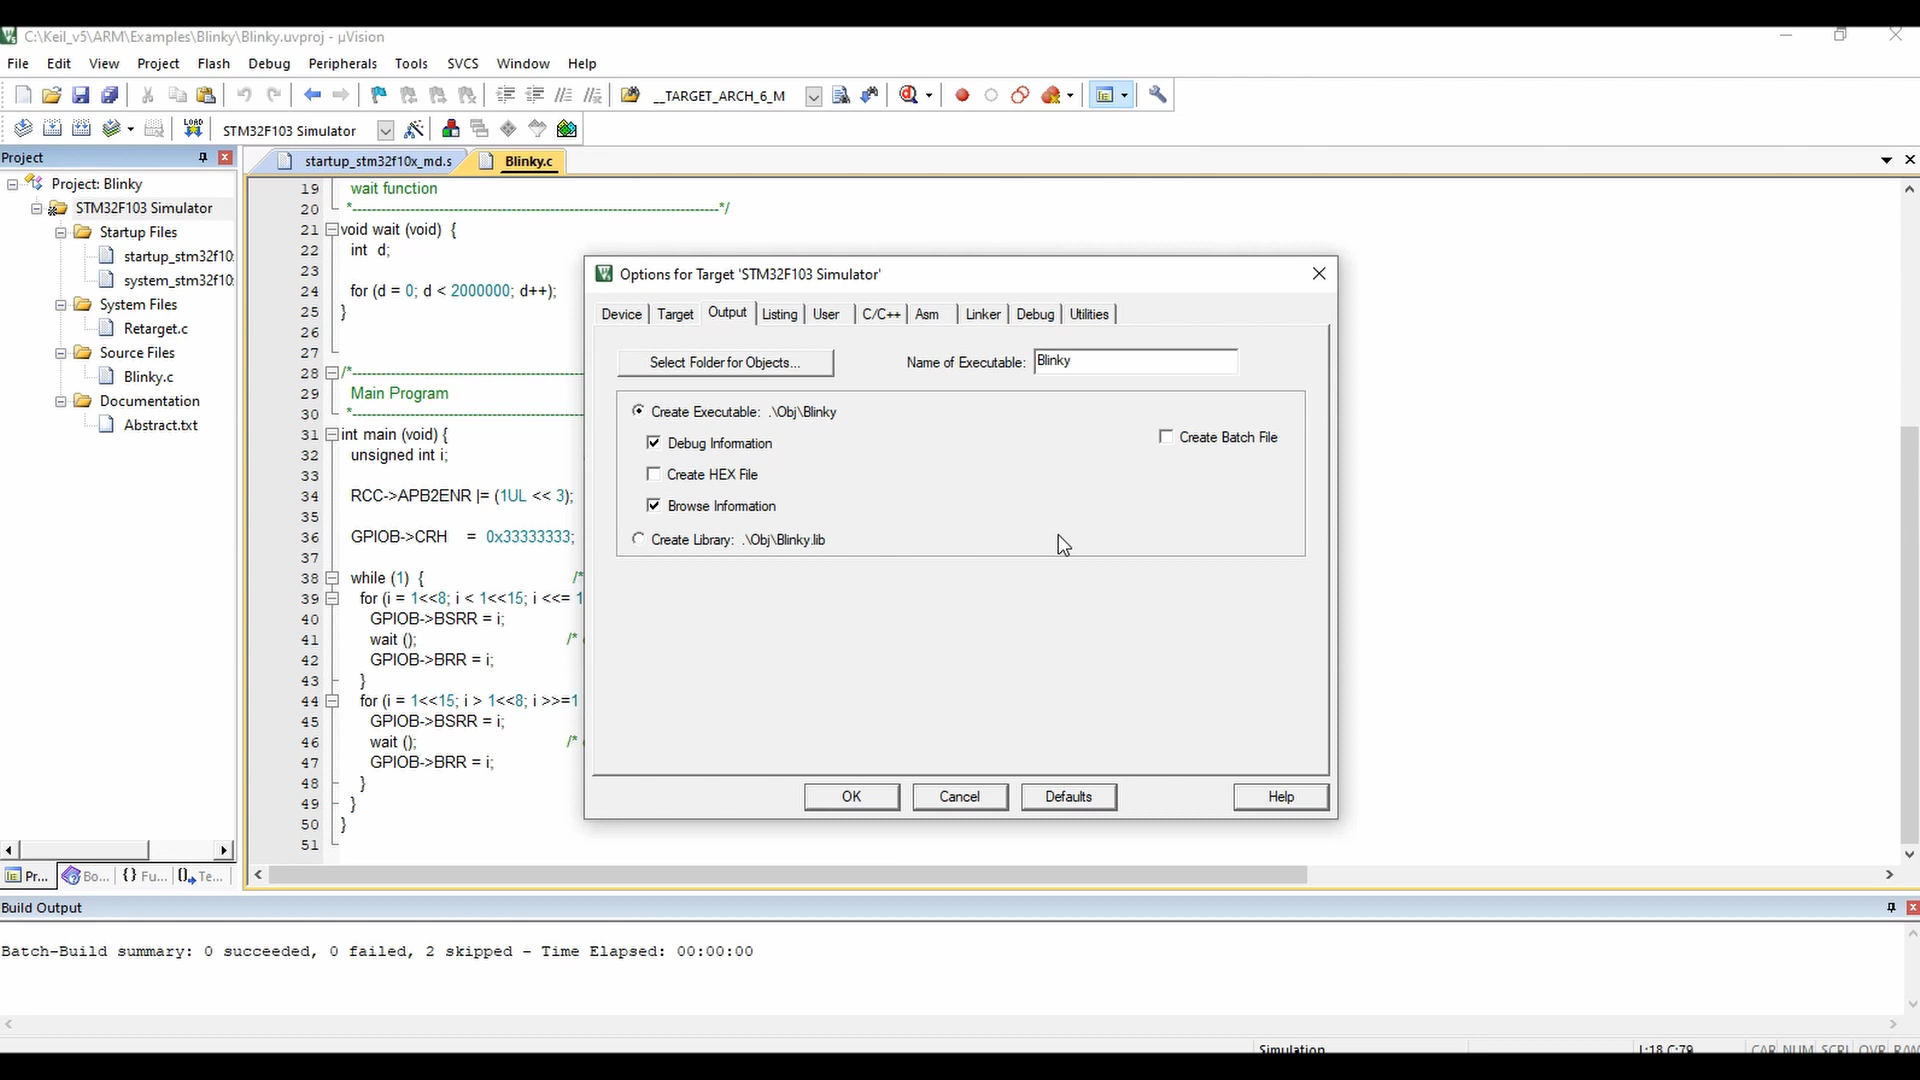 C:\Keil_v5\ARM\Examples\Blinky\Blinky.uvproj - µVision
File Edit View Project Flash Debug Peripherals Tools SVCS Window Help
__TARGET_ARCH_6_M
LOAD STM32F103 Simulator
Project
Project: Blinky
STM32F103 Simulator
Startup Files
startup_stm32f10
system_stm32f10
System Files
Retarget.c
Source Files
Blinky.c
Documentation
Abstract.txt
Pr... Bo... {} Fu... Te...
startup_stm32f10x_md.s Blinky.c
19 wait function
20 *----------------------------------------------------------------------------*/
21 void wait (void) {
22 int d;
23
24 for (d = 0; d < 2000000; d++);
25 }
26
27
28 /*----------------------------------------------------------------------------
29 Main Program
30 *----------------------------------------------------------------------------
31 int main (void) {
32 unsigned int i;
33
34 RCC->APB2ENR |= (1UL << 3);
35
36 GPIOB->CRH = 0x33333333;
37
38 while (1) { /*
39 for (i = 1<<8; i < 1<<15; i <<= 1
40 GPIOB->BSRR = i;
41 wait (); /*
42 GPIOB->BRR = i;
43 }
44 for (i = 1<<15; i > 1<<8; i >>=1
45 GPIOB->BSRR = i;
46 wait (); /*
47 GPIOB->BRR = i;
48 }
49 }
50 }
51
Options for Target 'STM32F103 Simulator'
Device Target Output Listing User C/C++ Asm Linker Debug Utilities
Select Folder for Objects... Name of Executable: Blinky
Create Executable: .\Obj\Blinky
Debug Information Create Batch File
Create HEX File
Browse Information
Create Library: .\Obj\Blinky.lib
OK Cancel Defaults Help
Build Output
Batch-Build summary: 0 succeeded, 0 failed, 2 skipped - Time Elapsed: 00:00:00
Simulation L:18 C:79 CAP NUM SCRL OVR R/W